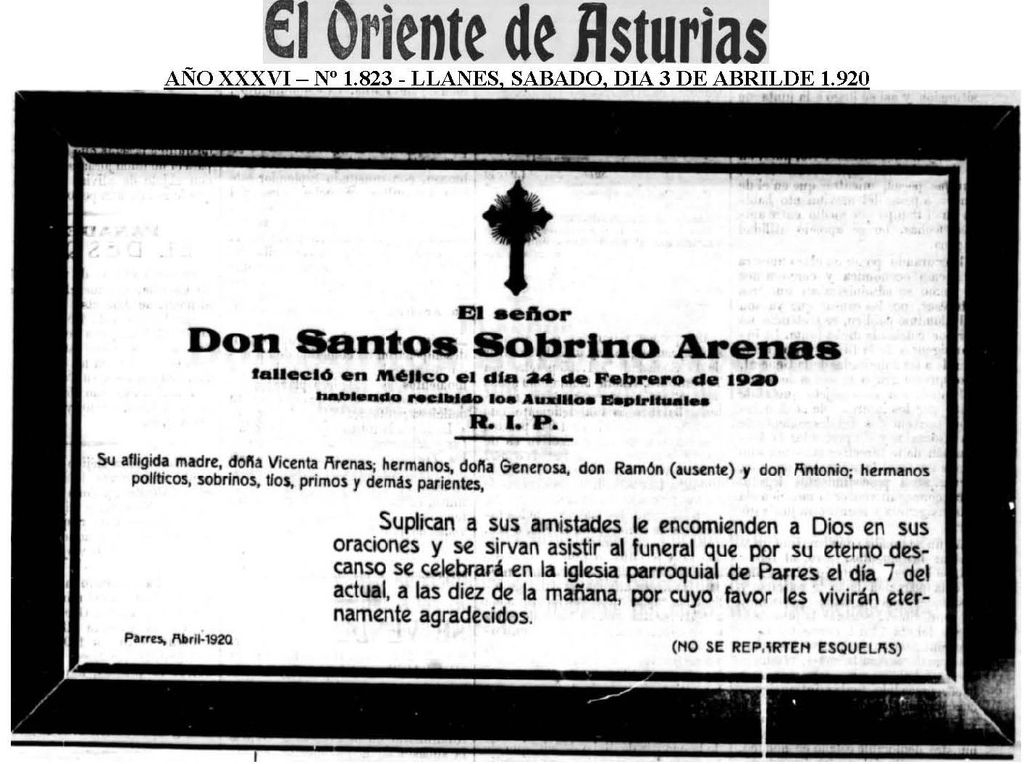 El Oriente de Asturias
AÑO XXXVI – Nº 1.823 - LLANES, SABADO, DIA 3 DE ABRILDE 1.920
El señor
Don Santos Sobrino Arenas
falleció en Méjico el día 24 de Febrero de 1920
habiendo recibido los Auxilios Espirituales
R. I. P.
Su afligida madre, doña Vicenta Arenas; hermanos, doña Generosa, don Ramón (ausente) y don Antonio; hermanos
políticos, sobrinos, tíos, primos y demás parientes,
Suplican a sus amistades le encomienden a Dios en sus
oraciones y se sirvan asistir al funeral que por su eterno des-
canso se celebrará en la iglesia parroquial de Parres el día 7 del
actual, a las diez de la mañana, por cuyo favor les vivirán eter-
namente agradecidos.
Parres, Abril-1920
(NO SE REPARTEN ESQUELAS)